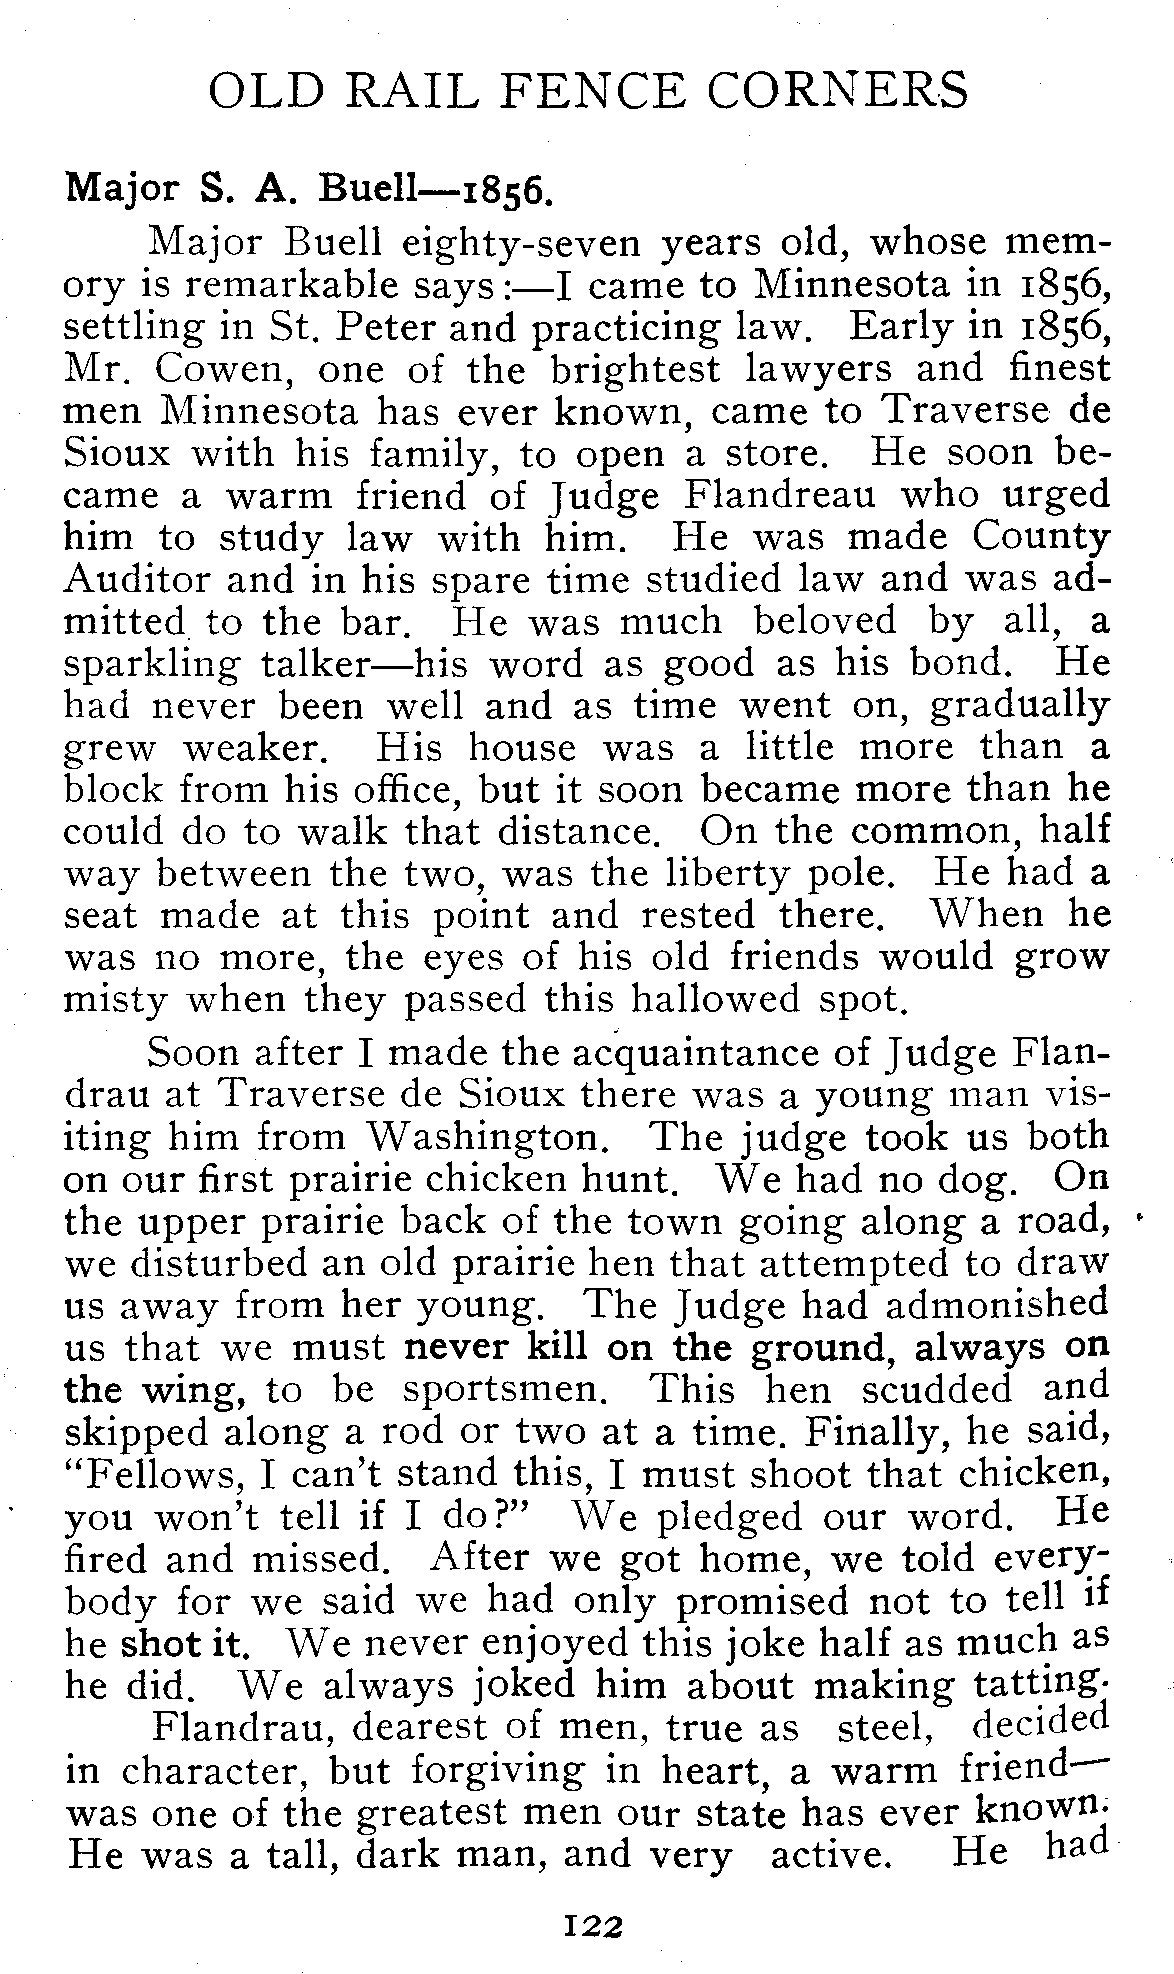 OLD RAIL FENCE CORNERS
Major S. A. Buell—1856.
Major Buell eighty-seven years old, whose mem-
ory is remarkable says:—I came to Minnesota in 1856,
settling in St. Peter and practicing law. Early in 1856,
Mr. Cowen, one of the brightest lawyers and finest
men Minnesota has ever known, came to Traverse de
Sioux with his family, to open a store. He soon be-
came a warm friend of Judge Flandreau who urged
him to study law with him. He was made County
Auditor and in his spare time studied law and was ad-
mitted to the bar. He was much beloved by all, a
sparkling talker—his word as good as his bond. He
had never been well and as time went on, gradually
grew weaker. His house was a little more than a
block from his office, but it soon became more than he
could do to walk that distance. On the common, half
way between the two, was the liberty pole. He had a
seat made at this point and rested there. When he
was no more, the eyes of his old friends would grow
misty when they passed this hallowed spot.
Soon after I made the acquaintance of Judge Flan-
drau at Traverse de Sioux there was a young man vis-
iting him from Washington. The judge took us both
on our first prairie chicken hunt. We had no dog. On
the upper prairie back of the town going along a road,
we disturbed an old prairie hen that attempted to draw
us away from her young. The Judge had admonished
us that we must never kill on the ground, always on
the wing, to be sportsmen. This hen scudded and
skipped along a rod or two at a time. Finally, he said,
"Fellows, I can't stand this, I must shoot that chicken,
you won't tell if I do?" We pledged our word. He
fired and missed. After we got home, we told every-
body for we said we had only promised not to tell if
he shot it. We never enjoyed this joke half as much as
he did. We always joked him about making tatting.
Flandrau, dearest of men, true as steel, decided
in character, but forgiving in heart, a warm friend—
was one of the greatest men our state has ever known.
He was a tall, dark man, and very active. He had
122